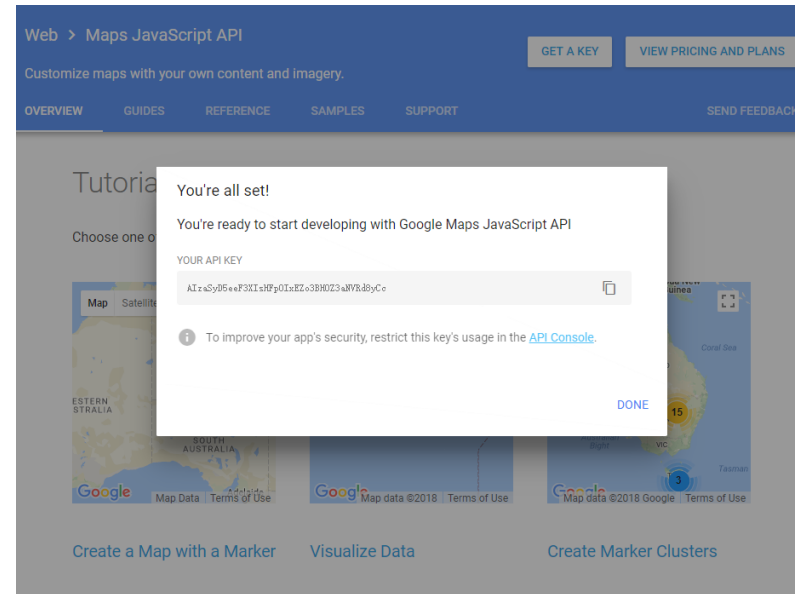 Web > Maps JavaScript API
GET A KEY
VIEW PRICING AND PLANS
Customize maps with your own content and imagery.
OVERVIEW GUIDES REFERENCE SAMPLES SUPPORT SEND FEEDBACK
Tutoria
You're all set!
You're ready to start developing with Google Maps JavaScript API
Choose one o
YOUR API KEY
Map Satellite
To improve your app's security, restrict this key's usage in the API Console.
Coral Sea
ESTERN
STRALIA
DONE
15
SOUTH
AUSTRALIA
VIC
Tasman
3
Google Map Data Terms of Use
Google Map data ©2018 Terms of Use
Google Map data ©2018 Google Terms of Use
Create a Map with a Marker
Visualize Data
Create Marker Clusters